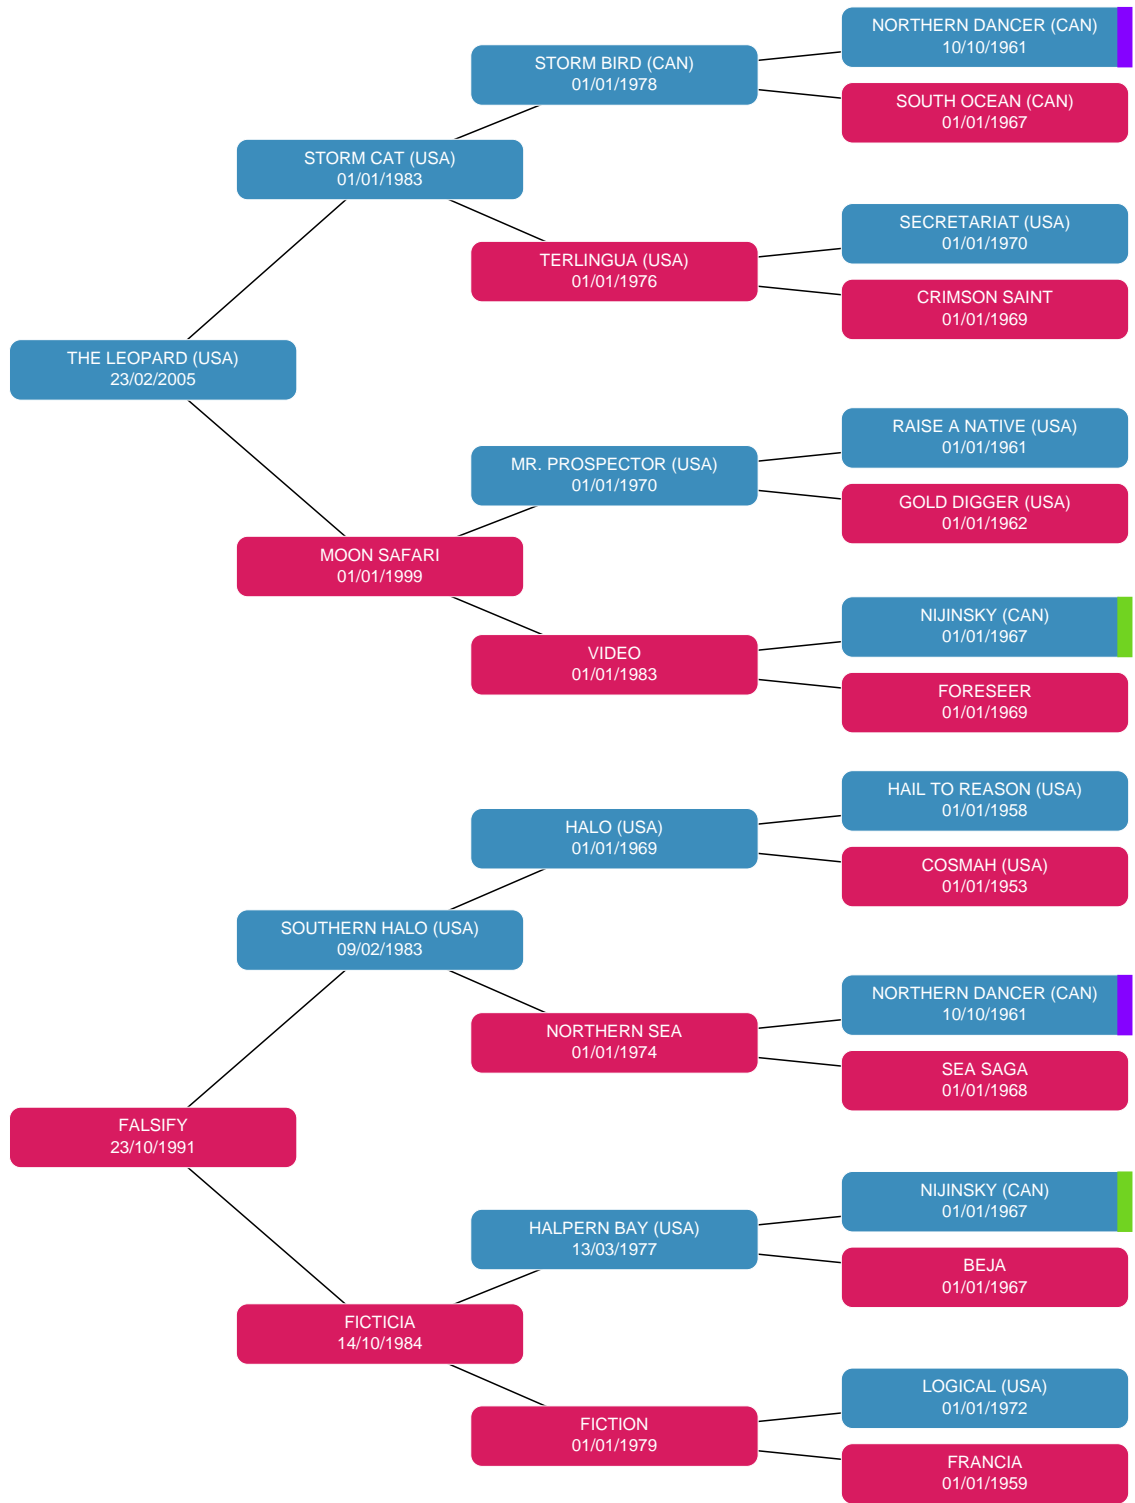 NORTHERN DANCER (CAN)
10/10/1961
STORM BIRD (CAN)
01/01/1978
SOUTH OCEAN (CAN)
01/01/1967
STORM CAT (USA)
01/01/1983
SECRETARIAT (USA)
01/01/1970
TERLINGUA (USA)
01/01/1976
CRIMSON SAINT
01/01/1969
THE LEOPARD (USA)
23/02/2005
RAISE A NATIVE (USA)
01/01/1961
MR. PROSPECTOR (USA)
01/01/1970
GOLD DIGGER (USA)
01/01/1962
MOON SAFARI
01/01/1999
NIJINSKY (CAN)
01/01/1967
VIDEO
01/01/1983
FORESEER
01/01/1969
HAIL TO REASON (USA)
01/01/1958
HALO (USA)
01/01/1969
COSMAH (USA)
01/01/1953
SOUTHERN HALO (USA)
09/02/1983
NORTHERN DANCER (CAN)
10/10/1961
NORTHERN SEA
01/01/1974
SEA SAGA
01/01/1968
FALSIFY
23/10/1991
NIJINSKY (CAN)
01/01/1967
HALPERN BAY (USA)
13/03/1977
BEJA
01/01/1967
FICTICIA
14/10/1984
LOGICAL (USA)
01/01/1972
FICTION
01/01/1979
FRANCIA
01/01/1959